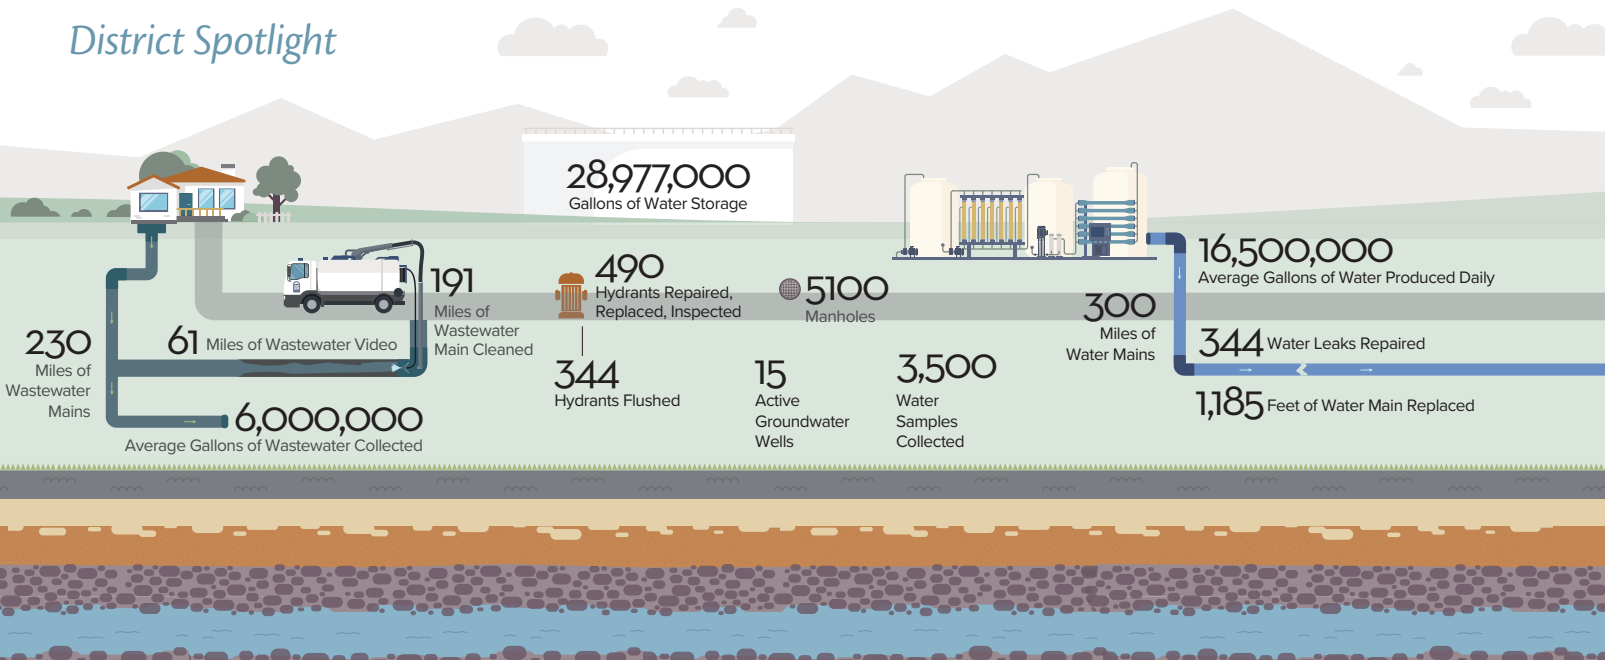 District Spotlight
28,977,000
Gallons of Water Storage
230
Miles of
Wastewater
Mains
61 Miles of Wastewater Video
6,000,000
Average Gallons of Wastewater Collected
191
Miles of
Wastewater
Main Cleaned
490
Hydrants Repaired,
Replaced, Inspected
344
Hydrants Flushed
5100
Manholes
15
Active
Groundwater
Wells
3,500
Water
Samples
Collected
300
Miles of
Water Mains
16,500,000
Average Gallons of Water Produced Daily
344 Water Leaks Repaired
1,185 Feet of Water Main Replaced